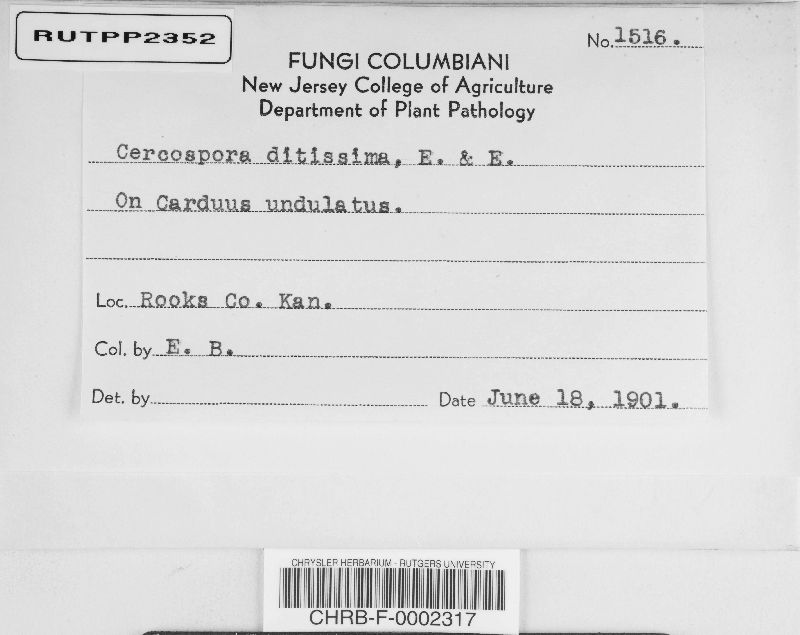 RUTPP2352
No. 1516.
FUNGI COLUMBIANI
New Jersey College of Agriculture
Department of Plant Pathology
Cercospora ditissima, E. & E.
On Carduus undulatus.
Loc. Rooks Co. Kan.
Col. by E. B.
Det. by
Date June 18, 1901.
CHRYSLER HERBARIUM - RUTGERS UNIVERSITY
CHRB-F-0002317